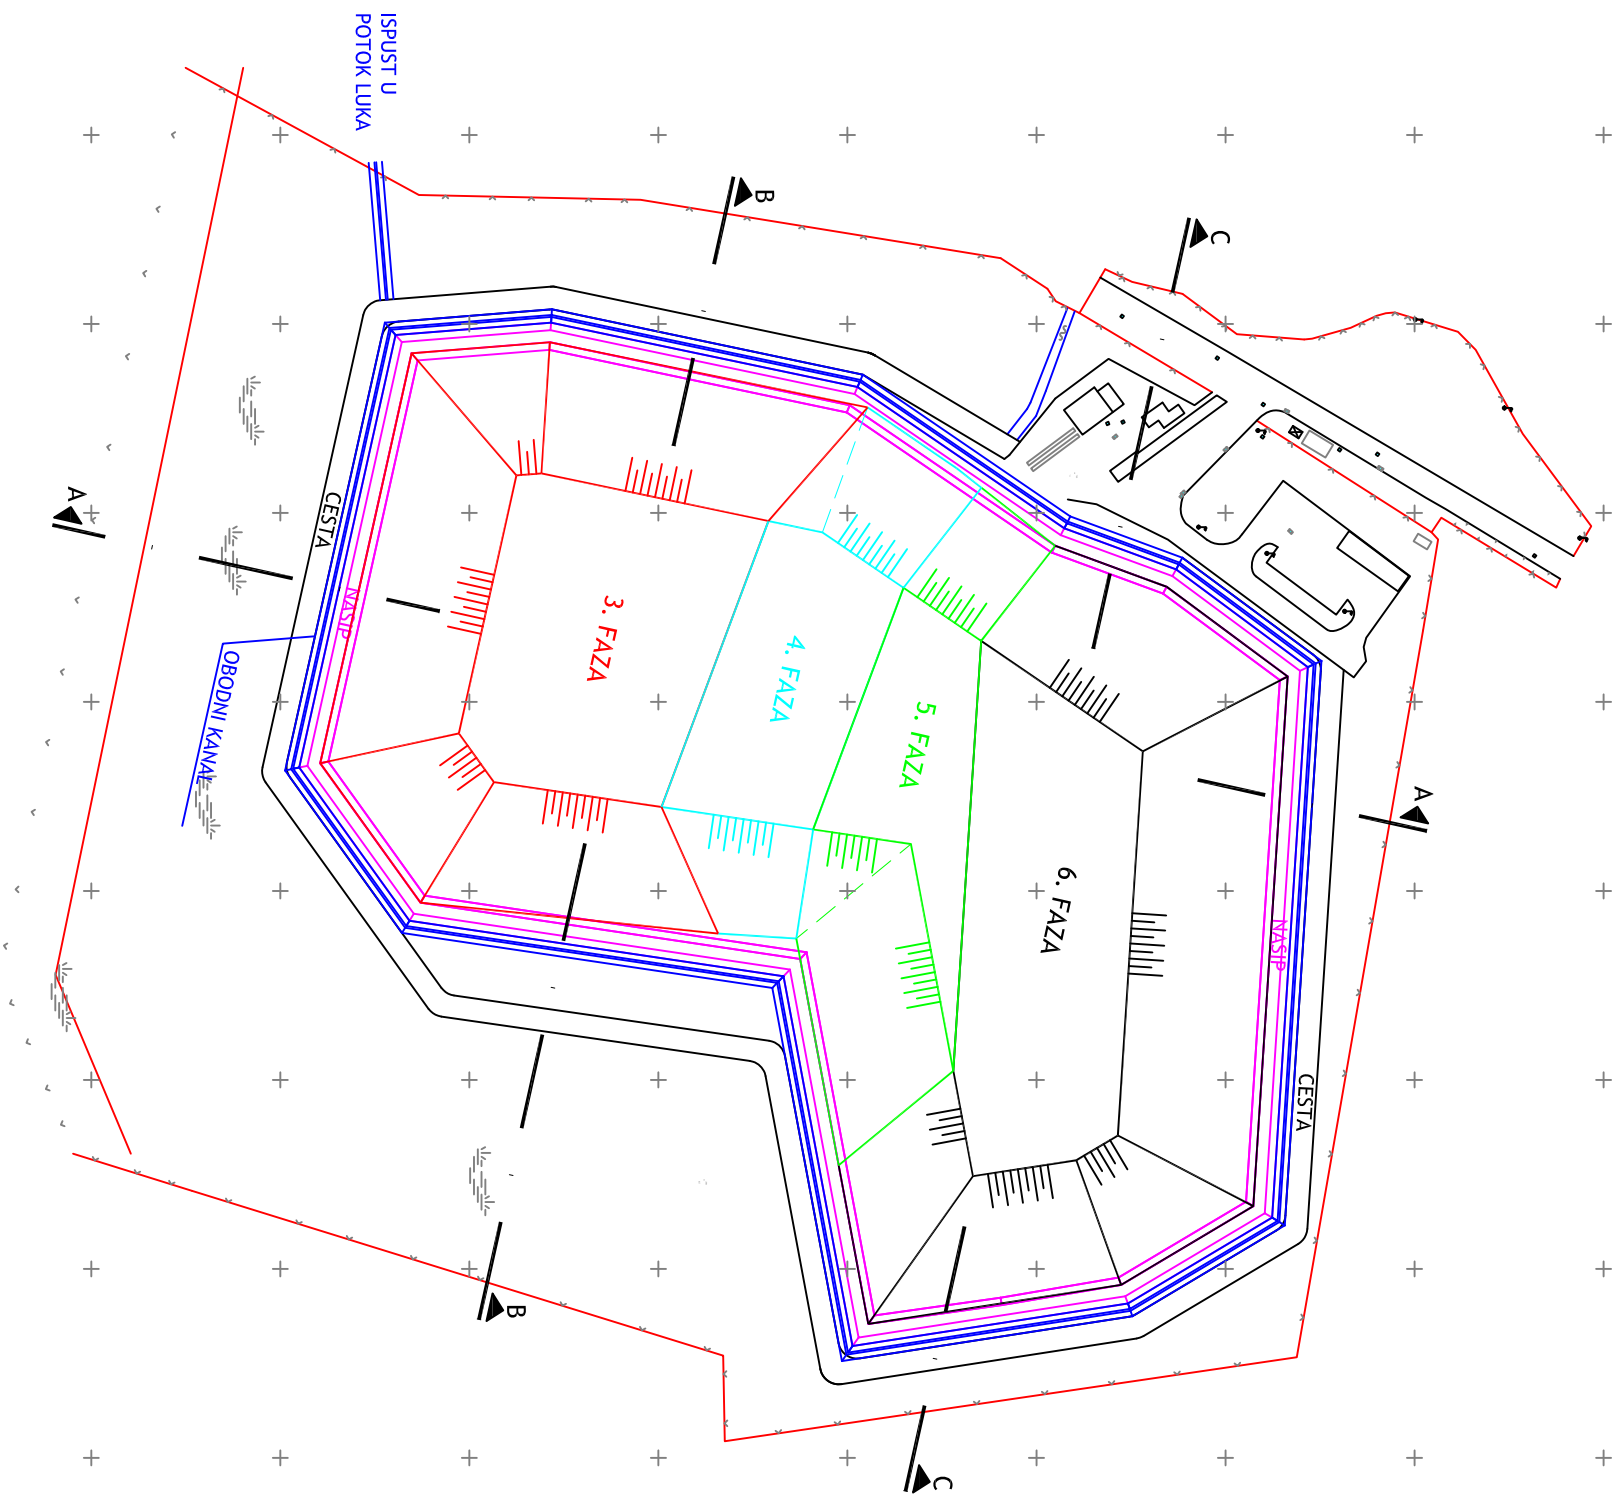 ISPUST U
POTOK LUKA
B
C
A
CESTA
NASIP
OBODNI KANAL
3. FAZA
4. FAZA
5. FAZA
6. FAZA
A
NASIP
CESTA
B
C